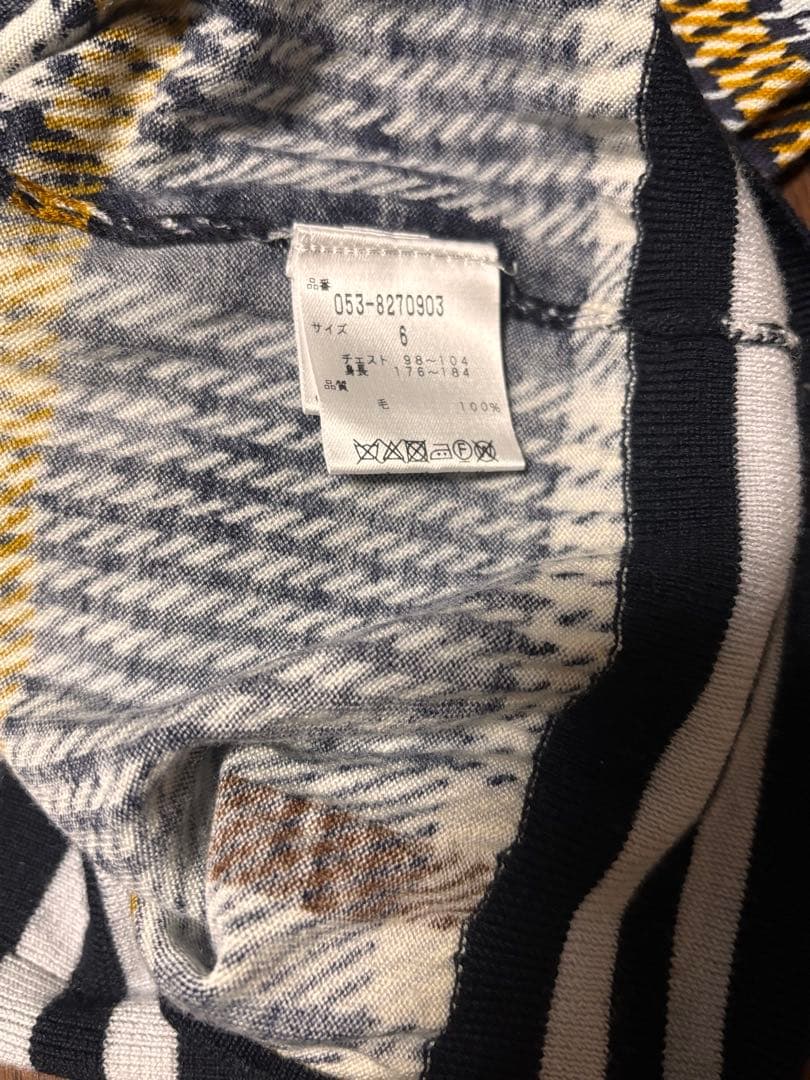 品番
053-8270903
サイズ
6
チェスト 98~104
身長 176~184
品質
毛 100%